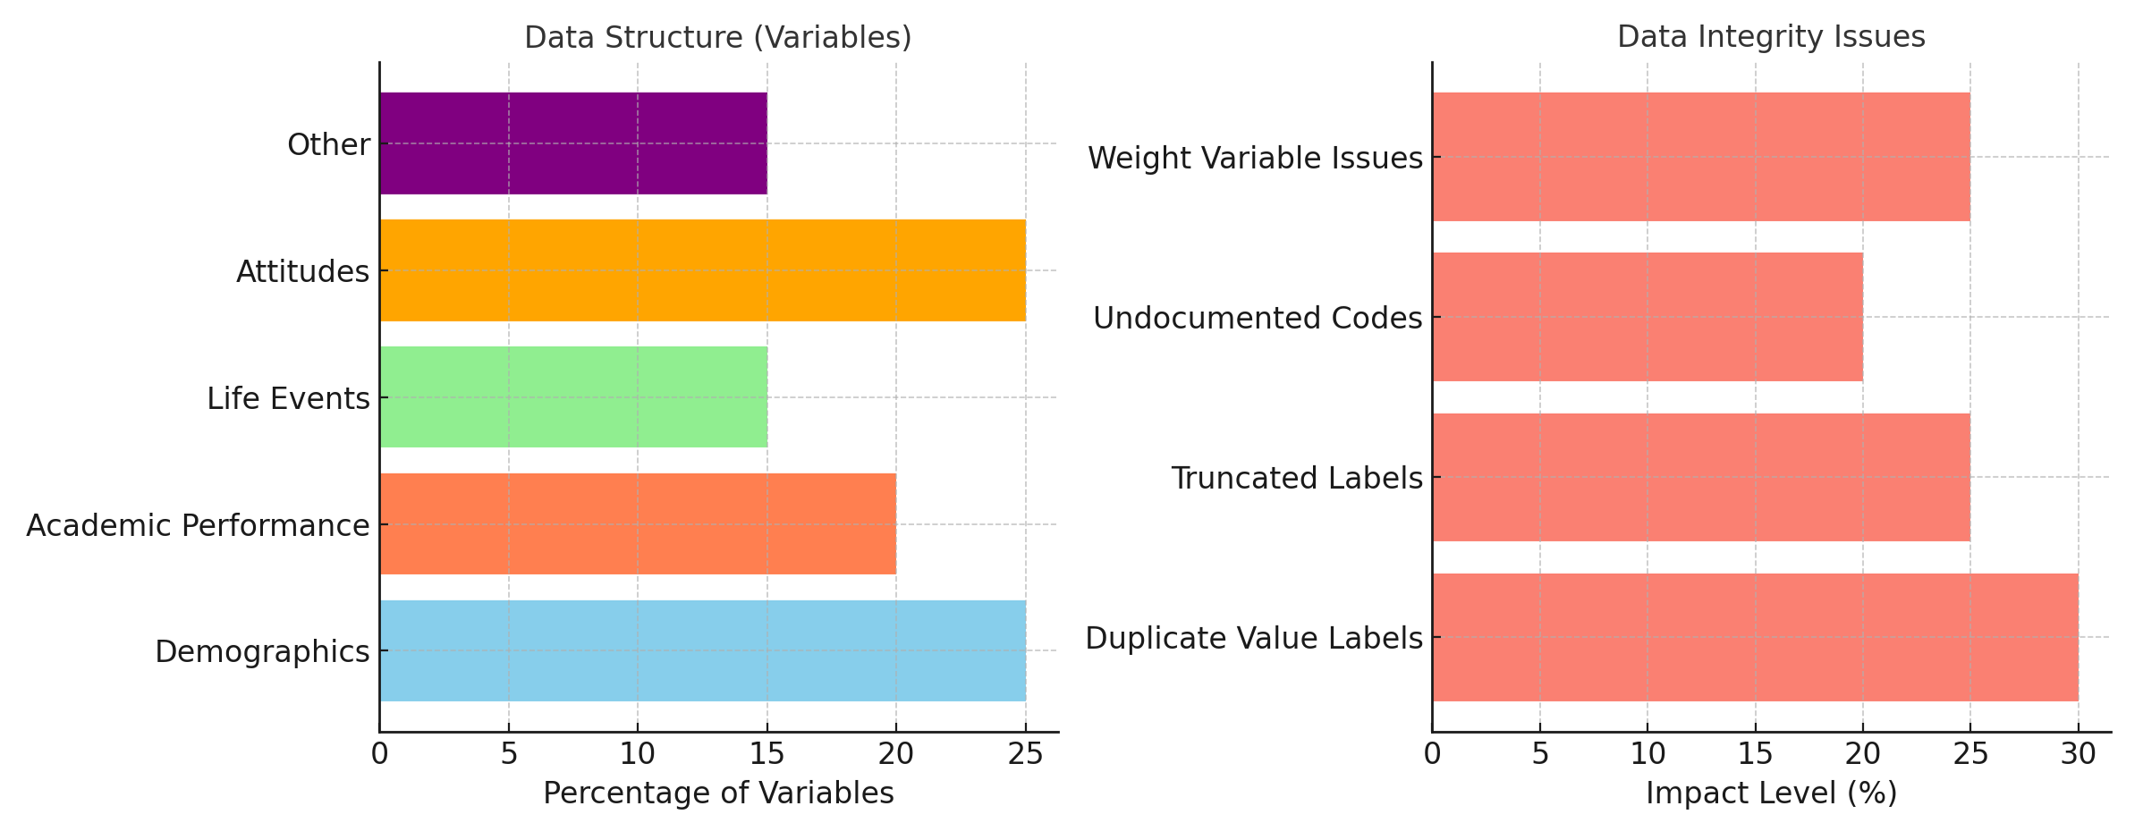 Data Structure (Variables)
Other
Attitudes
Life Events
Academic Performance
Demographics
0 5 10 15 20 25
Percentage of Variables
Data Integrity Issues
Weight Variable Issues
Undocumented Codes
Truncated Labels
Duplicate Value Labels
0 5 10 15 20 25 30
Impact Level (%)